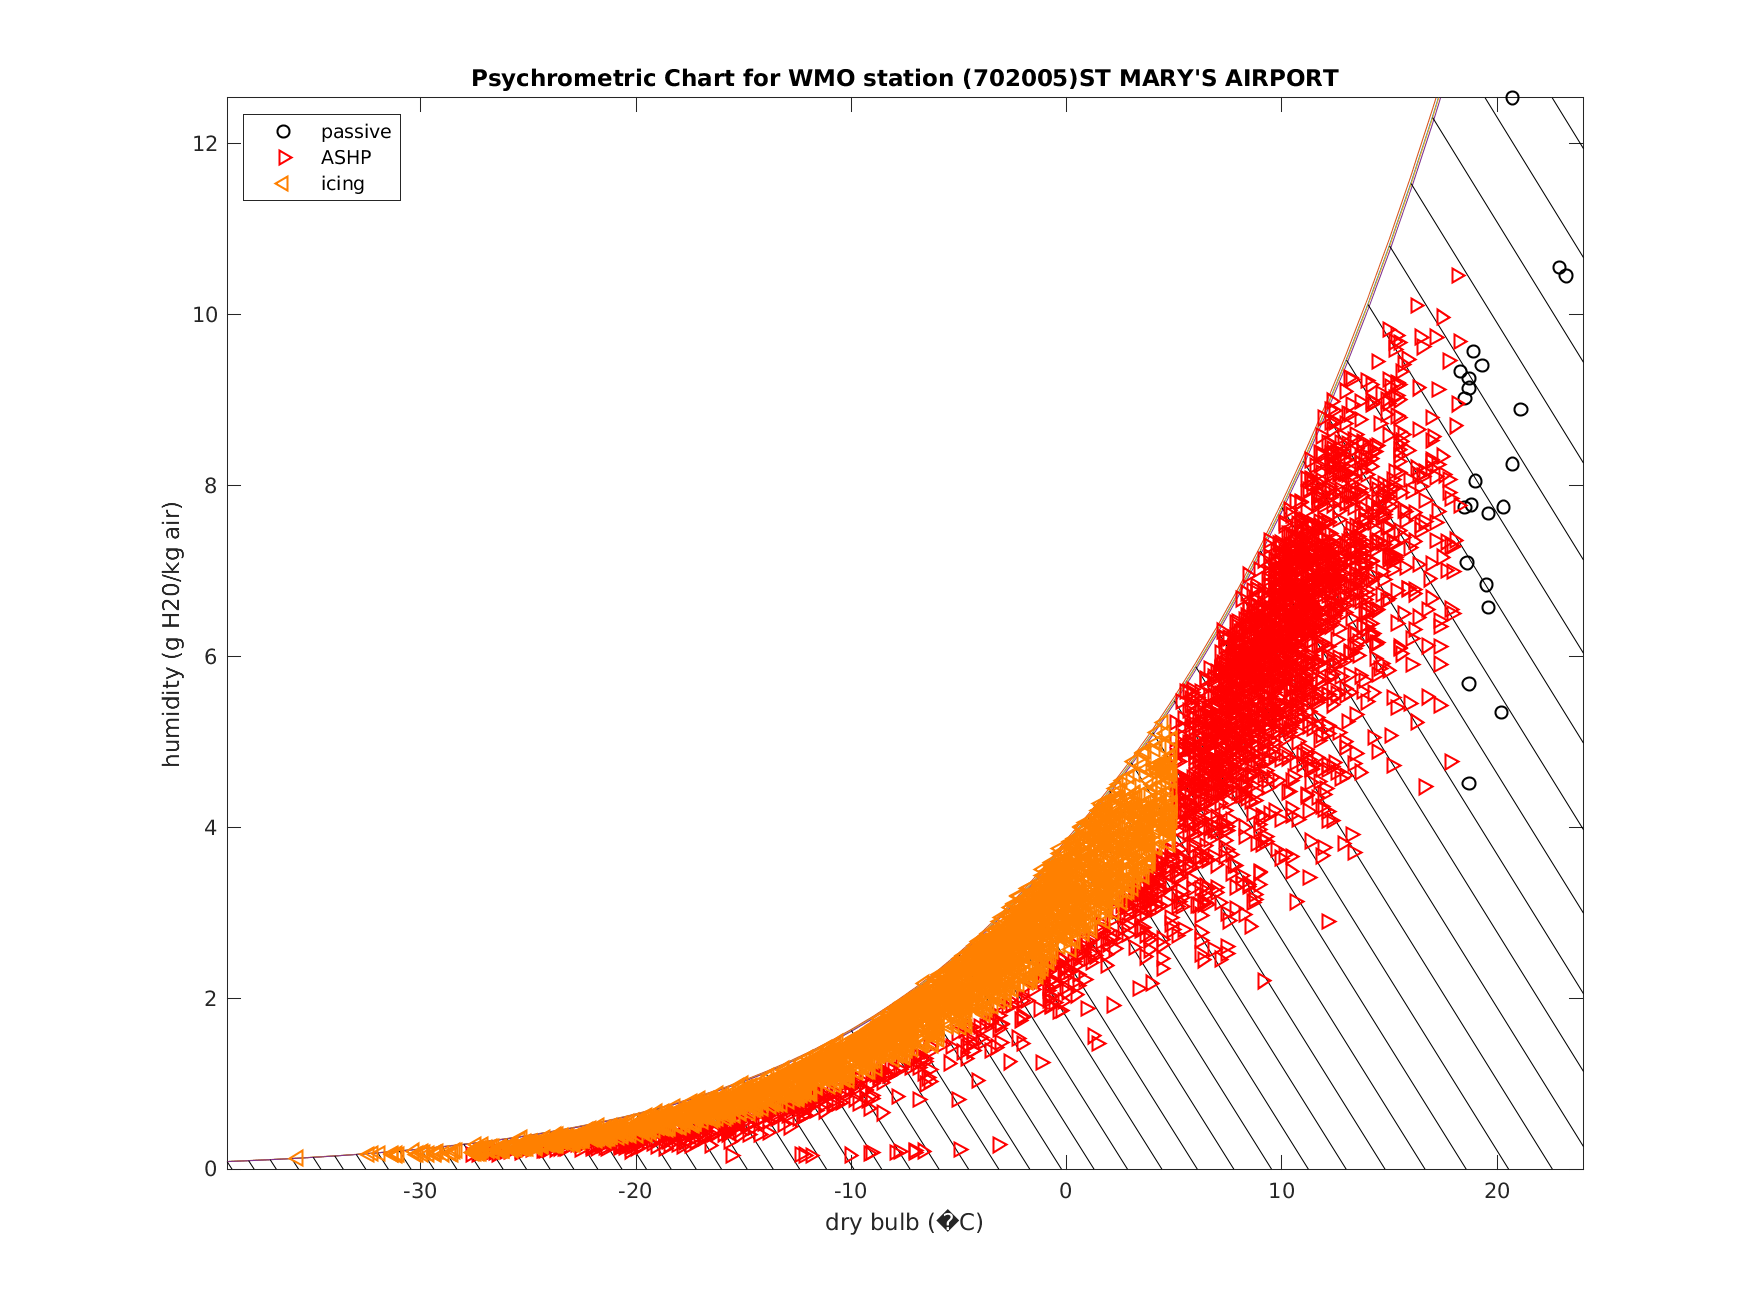 Psychrometric Chart for WMO station (702005)ST MARY'S AIRPORT
passive
ASHP
icing
12
10
8
6
4
2
0
humidity (g H20/kg air)
-30 -20 -10 0 10 20
dry bulb (�C)